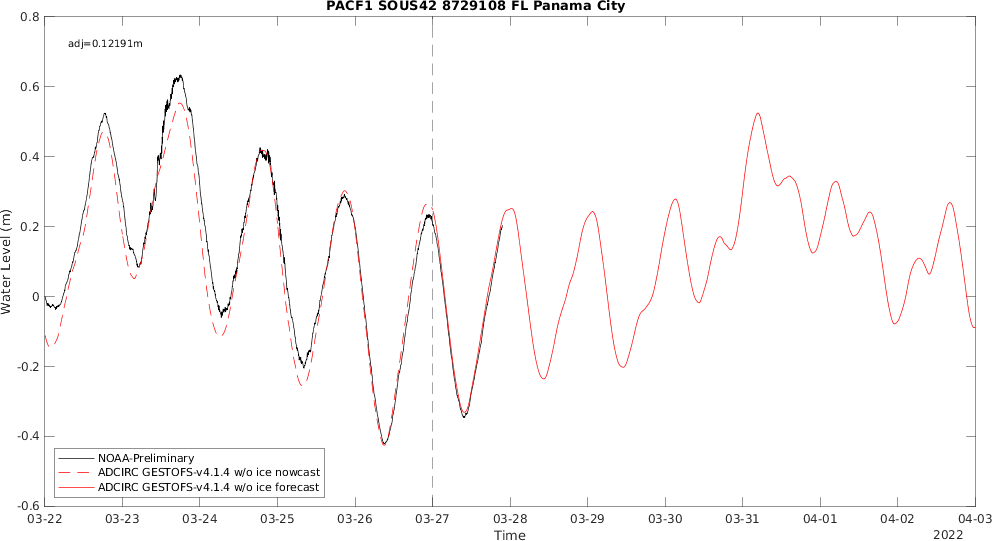 PACF1 SOUS42 8729108 FL Panama City
adj=0.12191m
Water Level (m)
0.8
0.6
0.4
0.2
0
-0.2
-0.4
-0.6
NOAA-Preliminary
ADCIRC GESTOFS-v4.1.4 w/o ice nowcast
ADCIRC GESTOFS-v4.1.4 w/o ice forecast
03-22 03-23 03-24 03-25 03-26 03-27 03-28 03-29 03-30 03-31 04-01 04-02 04-03
Time
2022